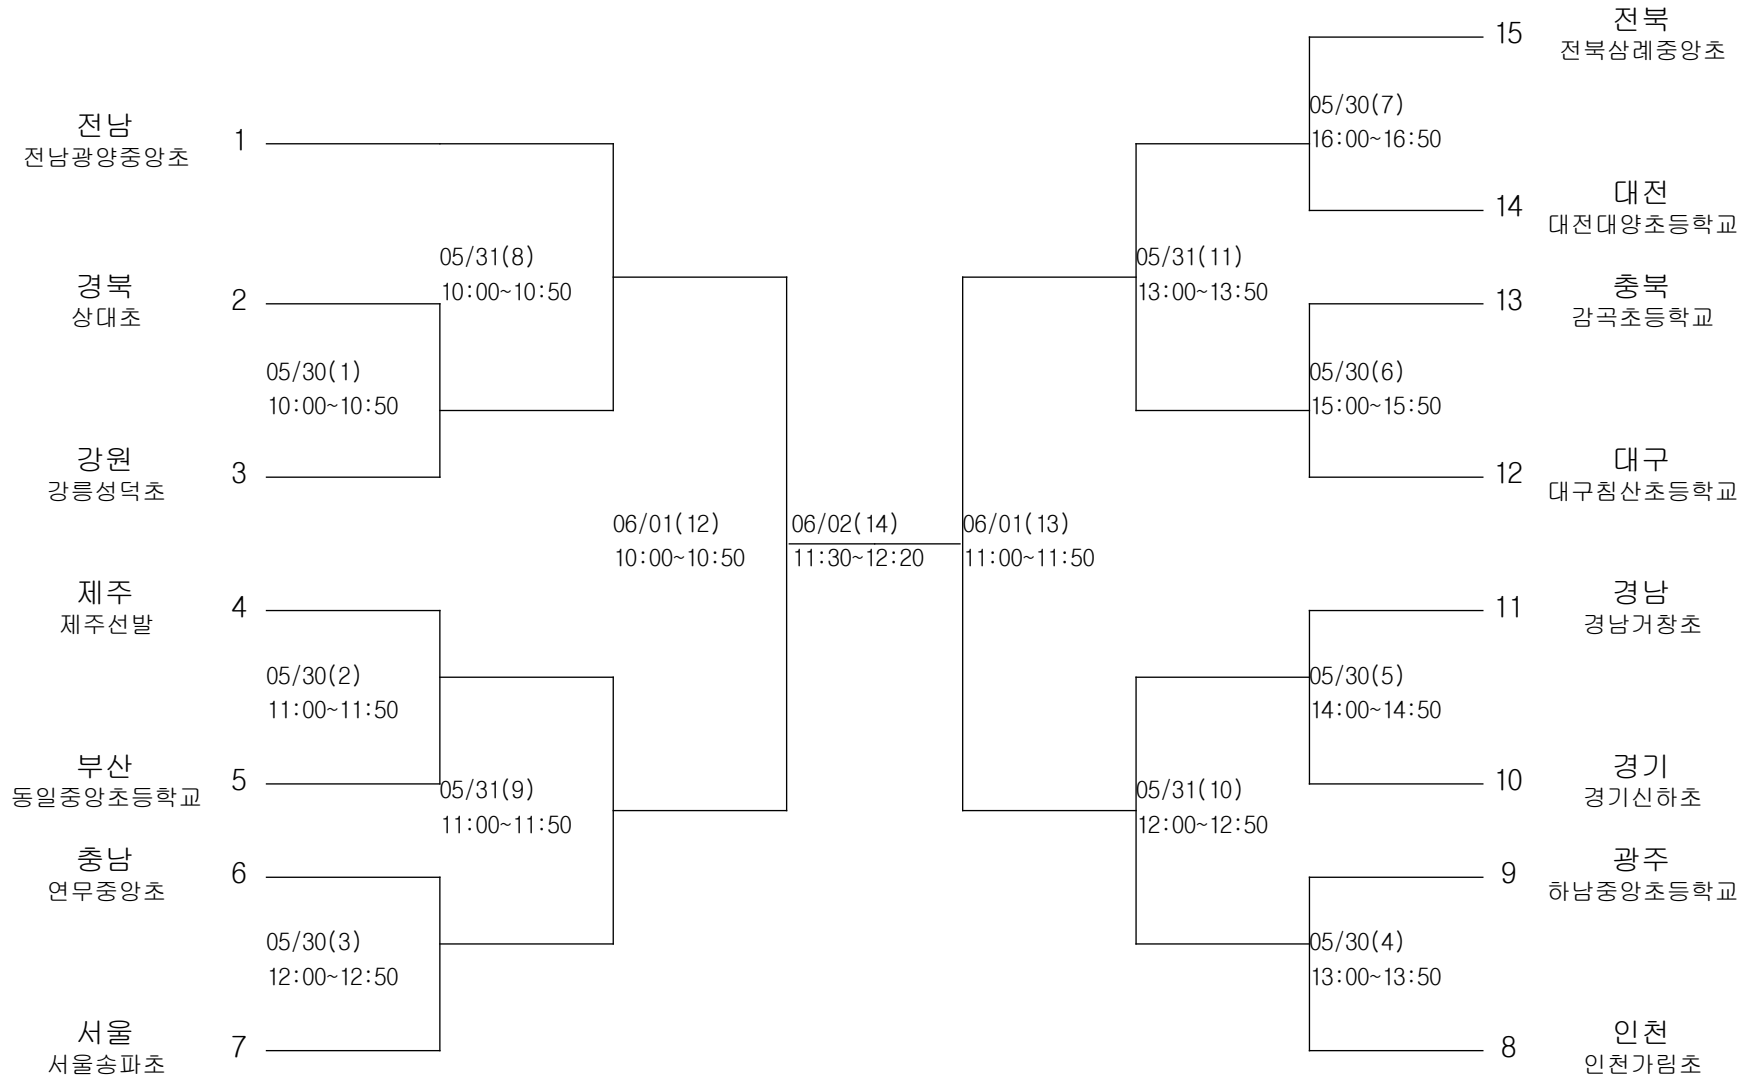 전남
전남광양중앙초
1
경북
상대초
2
강원
강릉성덕초
3
제주
제주선발
4
부산
동일중앙초등학교
5
충남
연무중앙초
6
서울
서울송파초
7
05/30(1)
10:00~10:50
05/30(2)
11:00~11:50
05/30(3)
12:00~12:50
05/31(8)
10:00~10:50
05/31(9)
11:00~11:50
06/01(12)
10:00~10:50
06/02(14)
11:30~12:20
06/01(13)
11:00~11:50
05/31(11)
13:00~13:50
05/31(10)
12:00~12:50
05/30(7)
16:00~16:50
05/30(6)
15:00~15:50
05/30(5)
14:00~14:50
05/30(4)
13:00~13:50
15
전북
전북삼례중앙초
14
대전
대전대양초등학교
13
충북
감곡초등학교
12
대구
대구침산초등학교
11
경남
경남거창초
10
경기
경기신하초
9
광주
하남중앙초등학교
8
인천
인천가림초